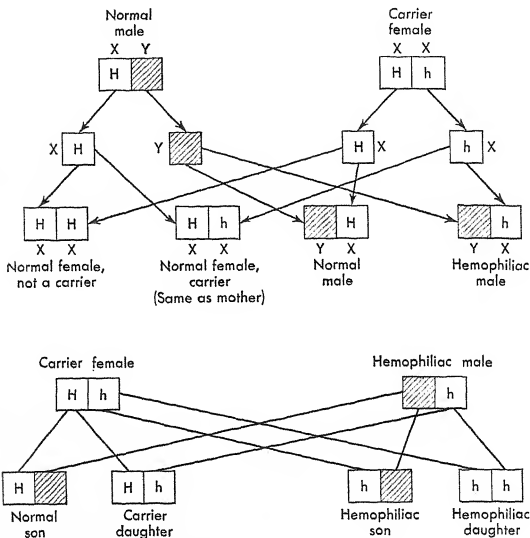 Normal
male
X Y
H
Carrier
female
X X
H h
X H
Y
H X
h X
H H
X X
Normal female,
not a carrier
H h
X X
Normal female,
carrier
(Same as mother)
H
Y X
Normal
male
h
Y X
Hemophiliac
male
Carrier female
H h
Hemophiliac male
h
H
Normal
son
H h
Carrier
daughter
h
Hemophiliac
son
h h
Hemophiliac
daughter